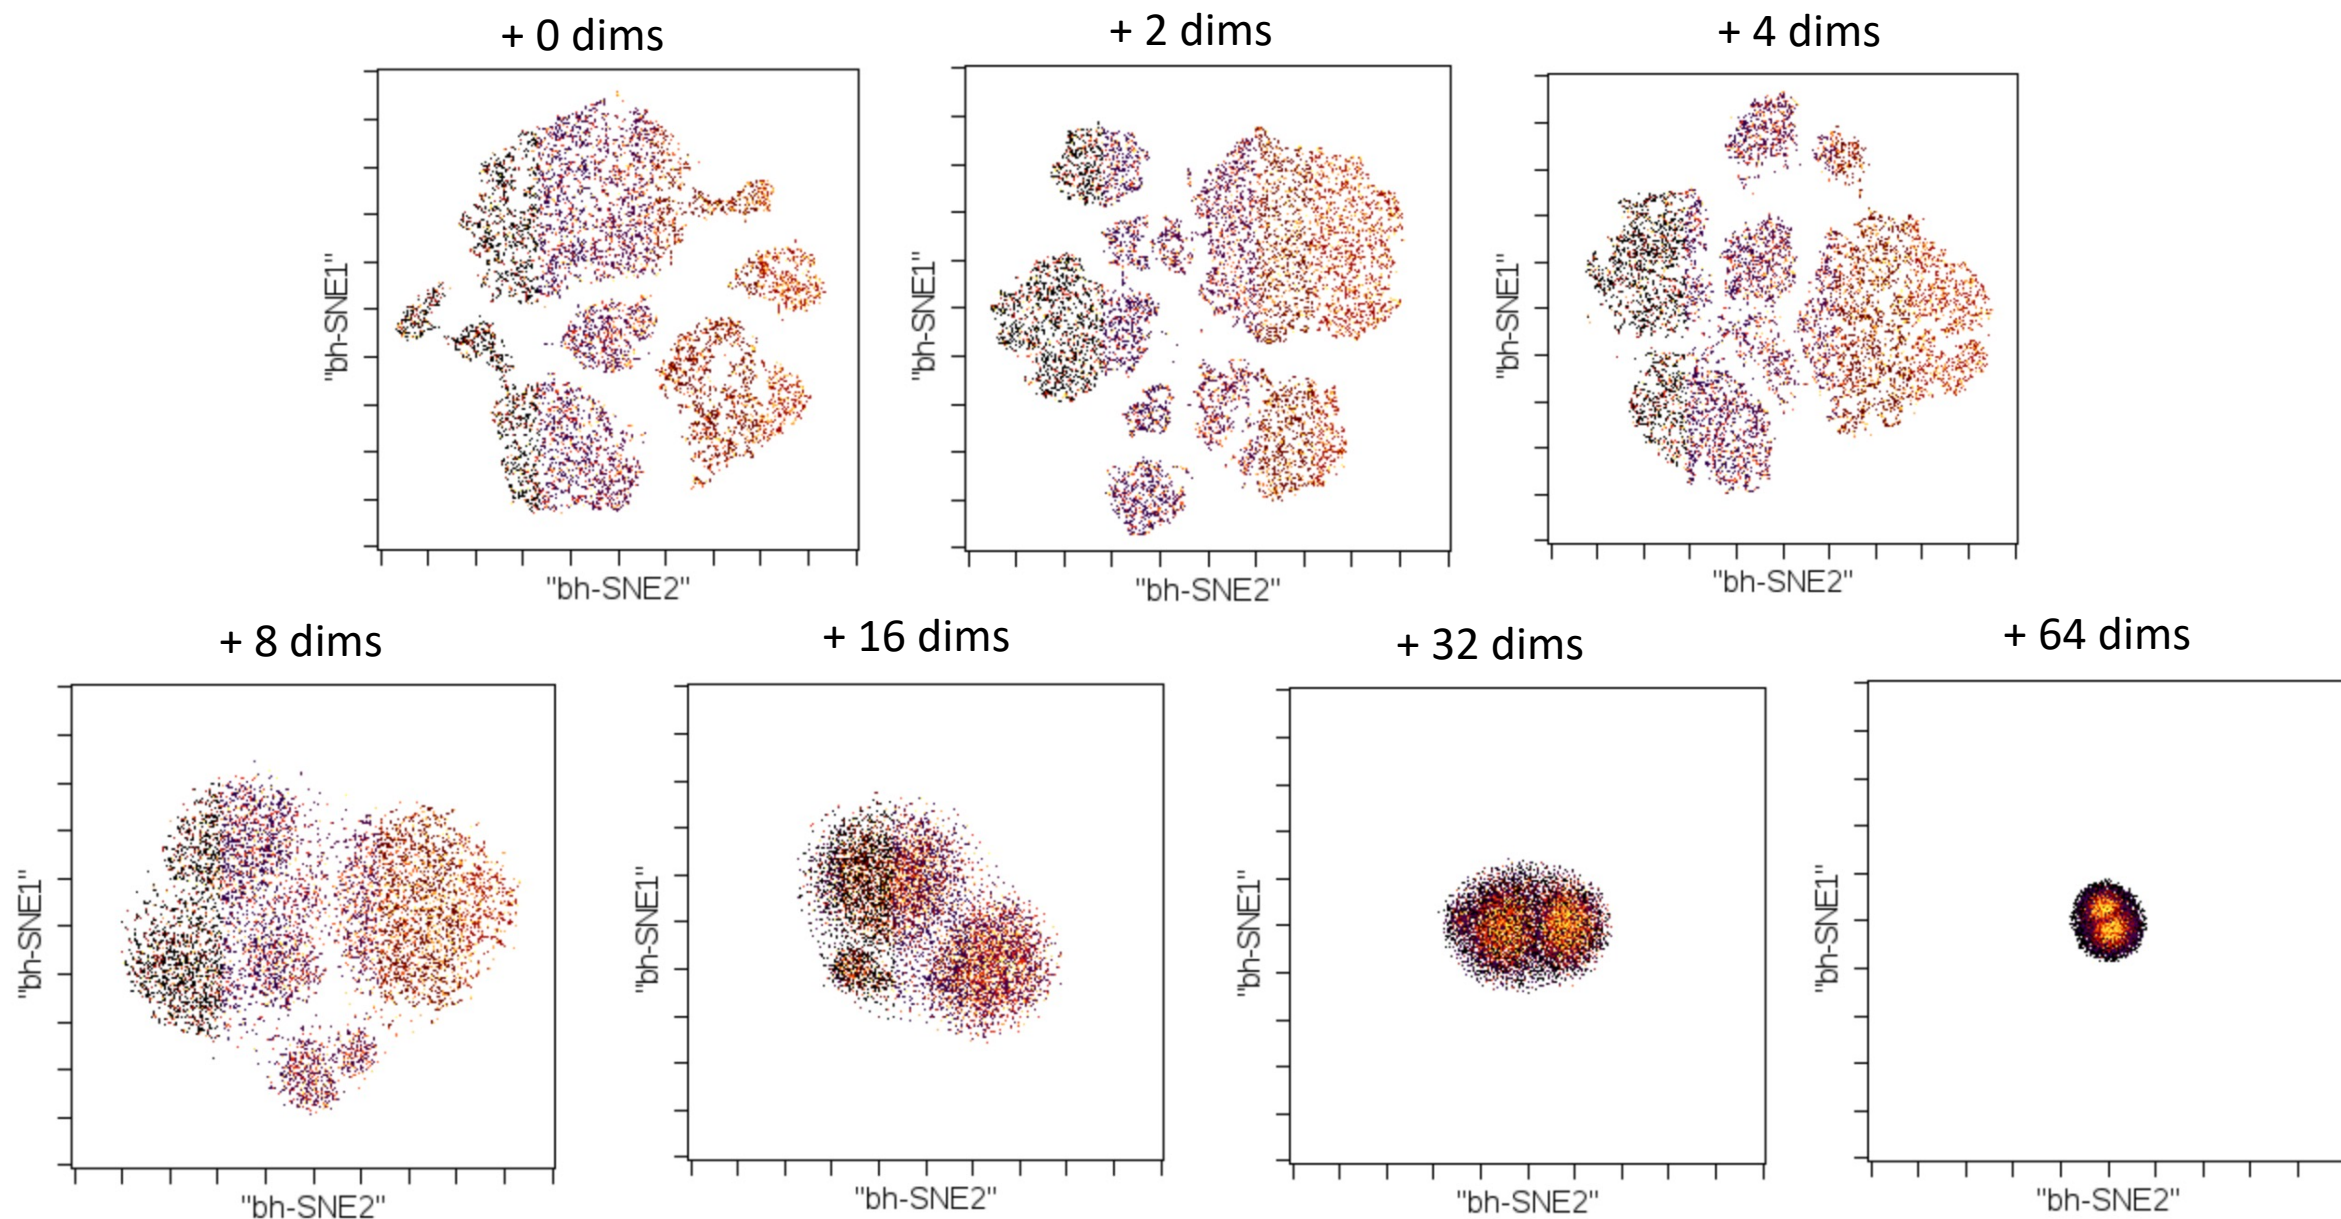 + 0 dims
+ 2 dims
+ 4 dims
"bh-SNE1"
"bh-SNE2"
"bh-SNE1"
"bh-SNE2"
"bh-SNE1"
"bh-SNE2"
+ 8 dims
+ 16 dims
+ 32 dims
+ 64 dims
"bh-SNE1"
"bh-SNE2"
"bh-SNE1"
"bh-SNE2"
"bh-SNE1"
"bh-SNE2"
"bh-SNE1"
"bh-SNE2"